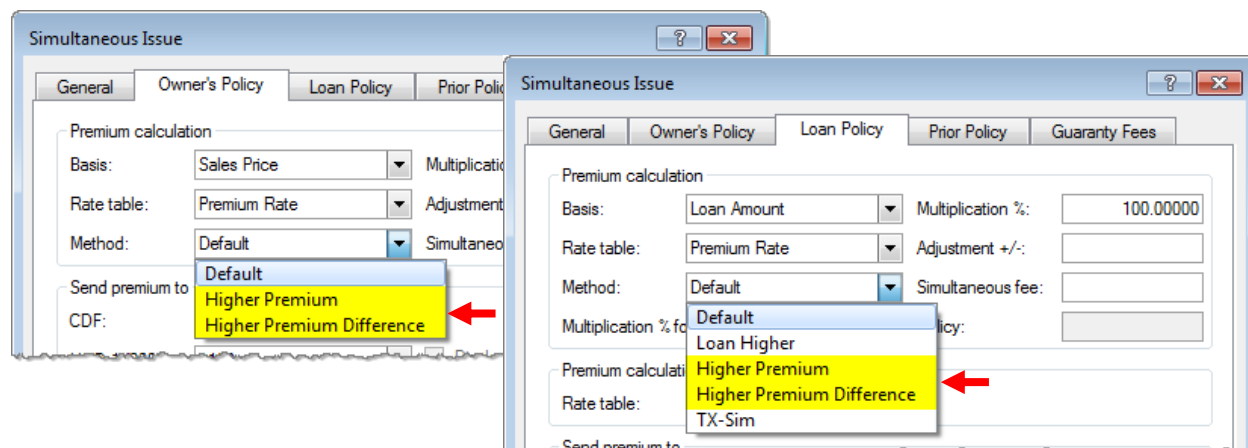 Simultaneous Issue
General Owner's Policy Loan Policy Prior Polic
Premium calculation
Basis: Sales Price Multiplicatio
Rate table: Premium Rate Adjustment
Method: Default Simultaneo
Default
Higher Premium
Higher Premium Difference
Send premium to
CDF:
Simultaneous Issue
General Owner's Policy Loan Policy Prior Policy Guaranty Fees
Premium calculation
Basis: Loan Amount Multiplication %: 100.00000
Rate table: Premium Rate Adjustment +/-:
Method: Default Simultaneous fee:
Default
Loan Higher
Higher Premium
Higher Premium Difference
TX-Sim
Multiplication % fo licy:
Premium calculati
Rate table:
Send premium to